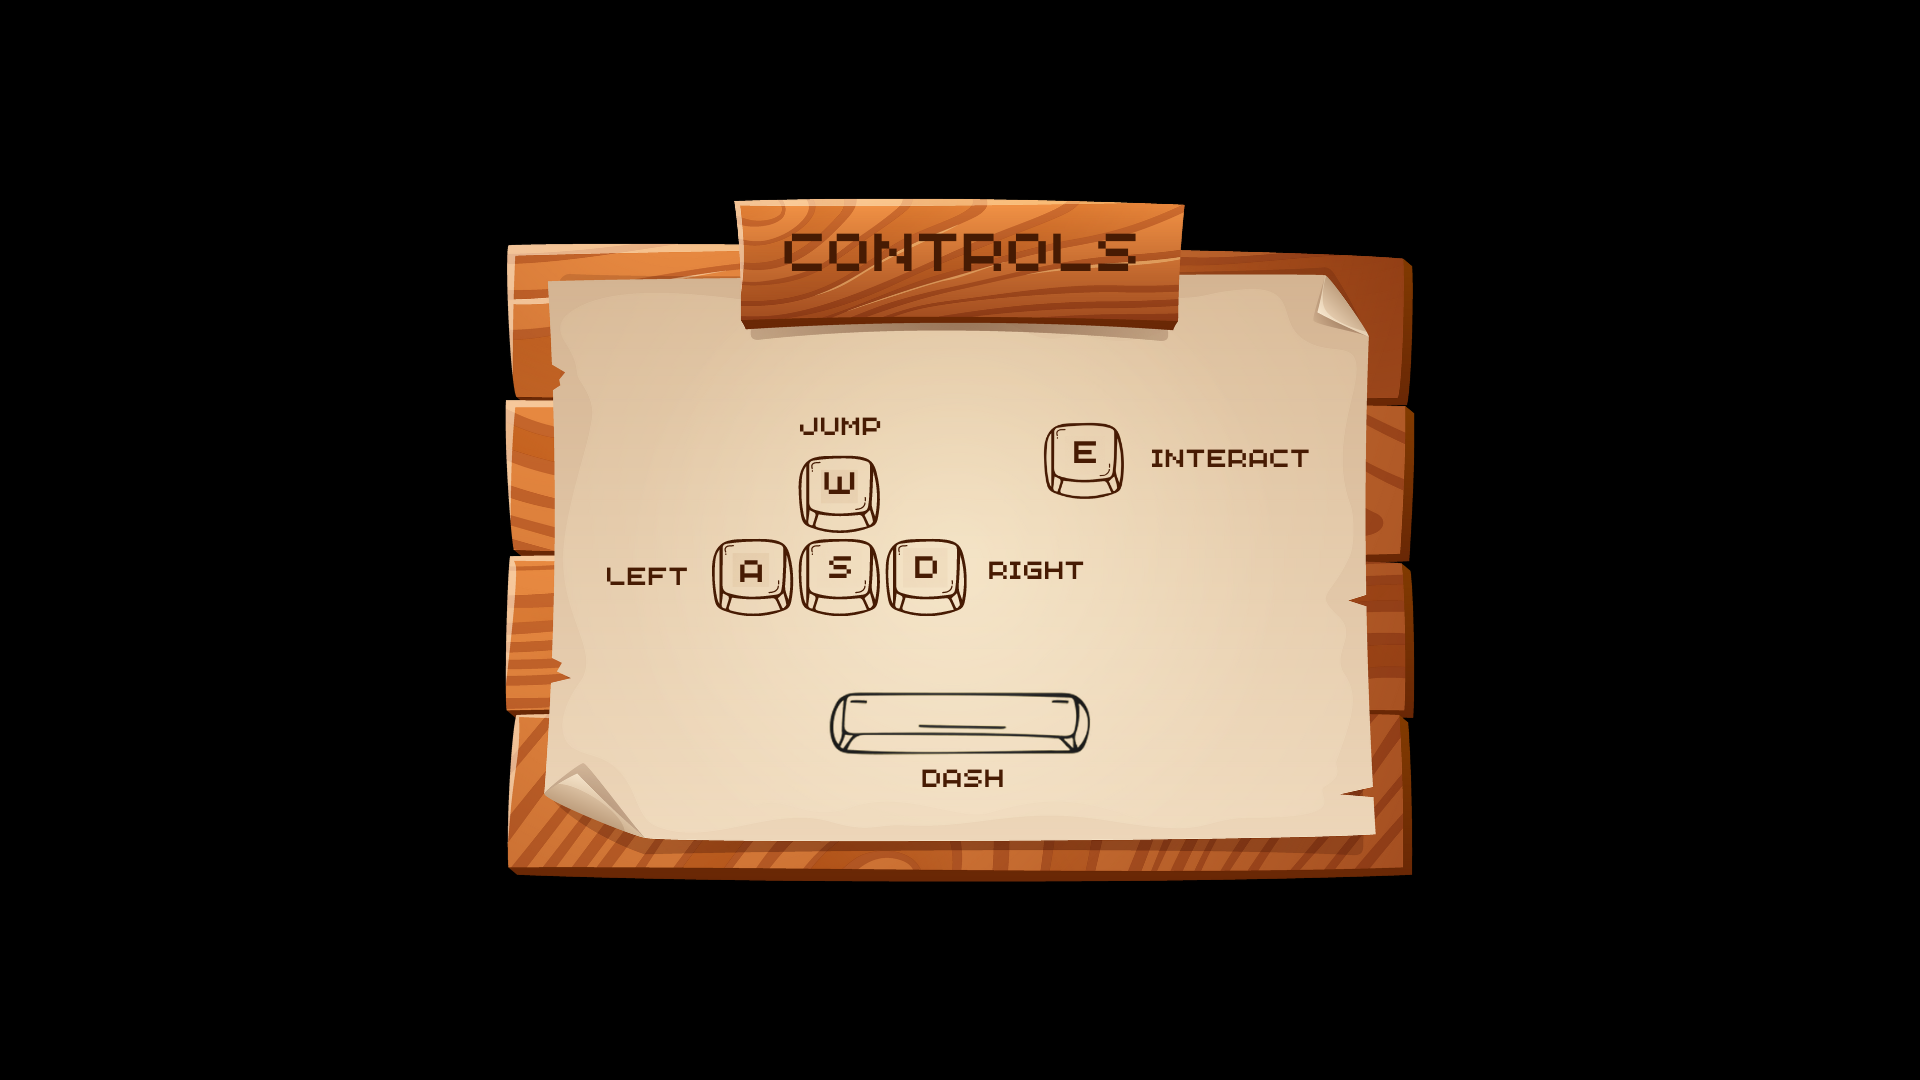 CONTROLS
JUMP
W
E INTERACT
LEFT A S D RIGHT
DASH